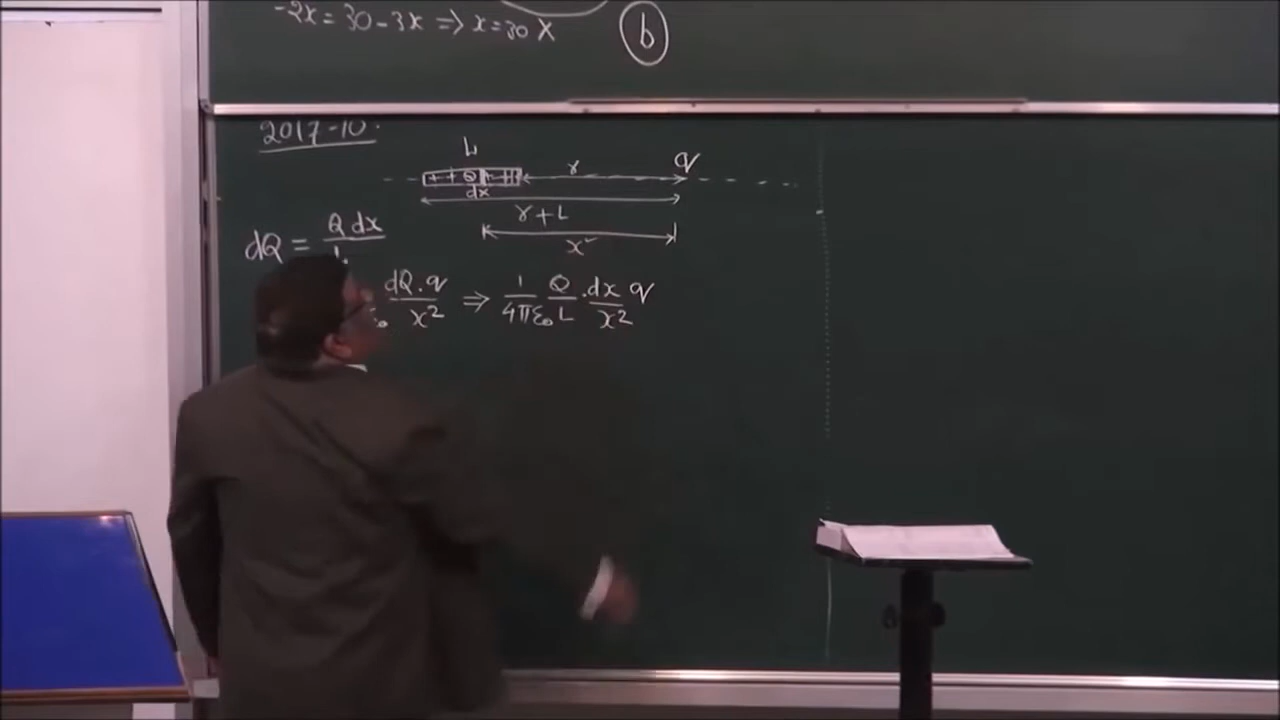 -2x = 30 - 3x ⇒ x = 30 X
b
2017-10.
L
+ + Q + + +
r
q
dx
r + L
x
dQ = Q dx / L
dQ . q / x² ⇒ 1 / 4πε₀ Q / L . dx / x² q